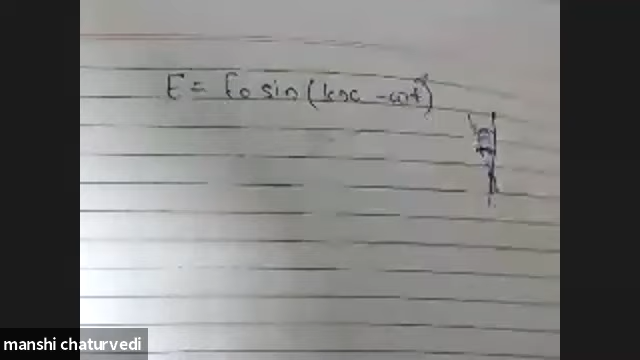 E = E0 sin (kx - ωt)
manshi chaturvedi